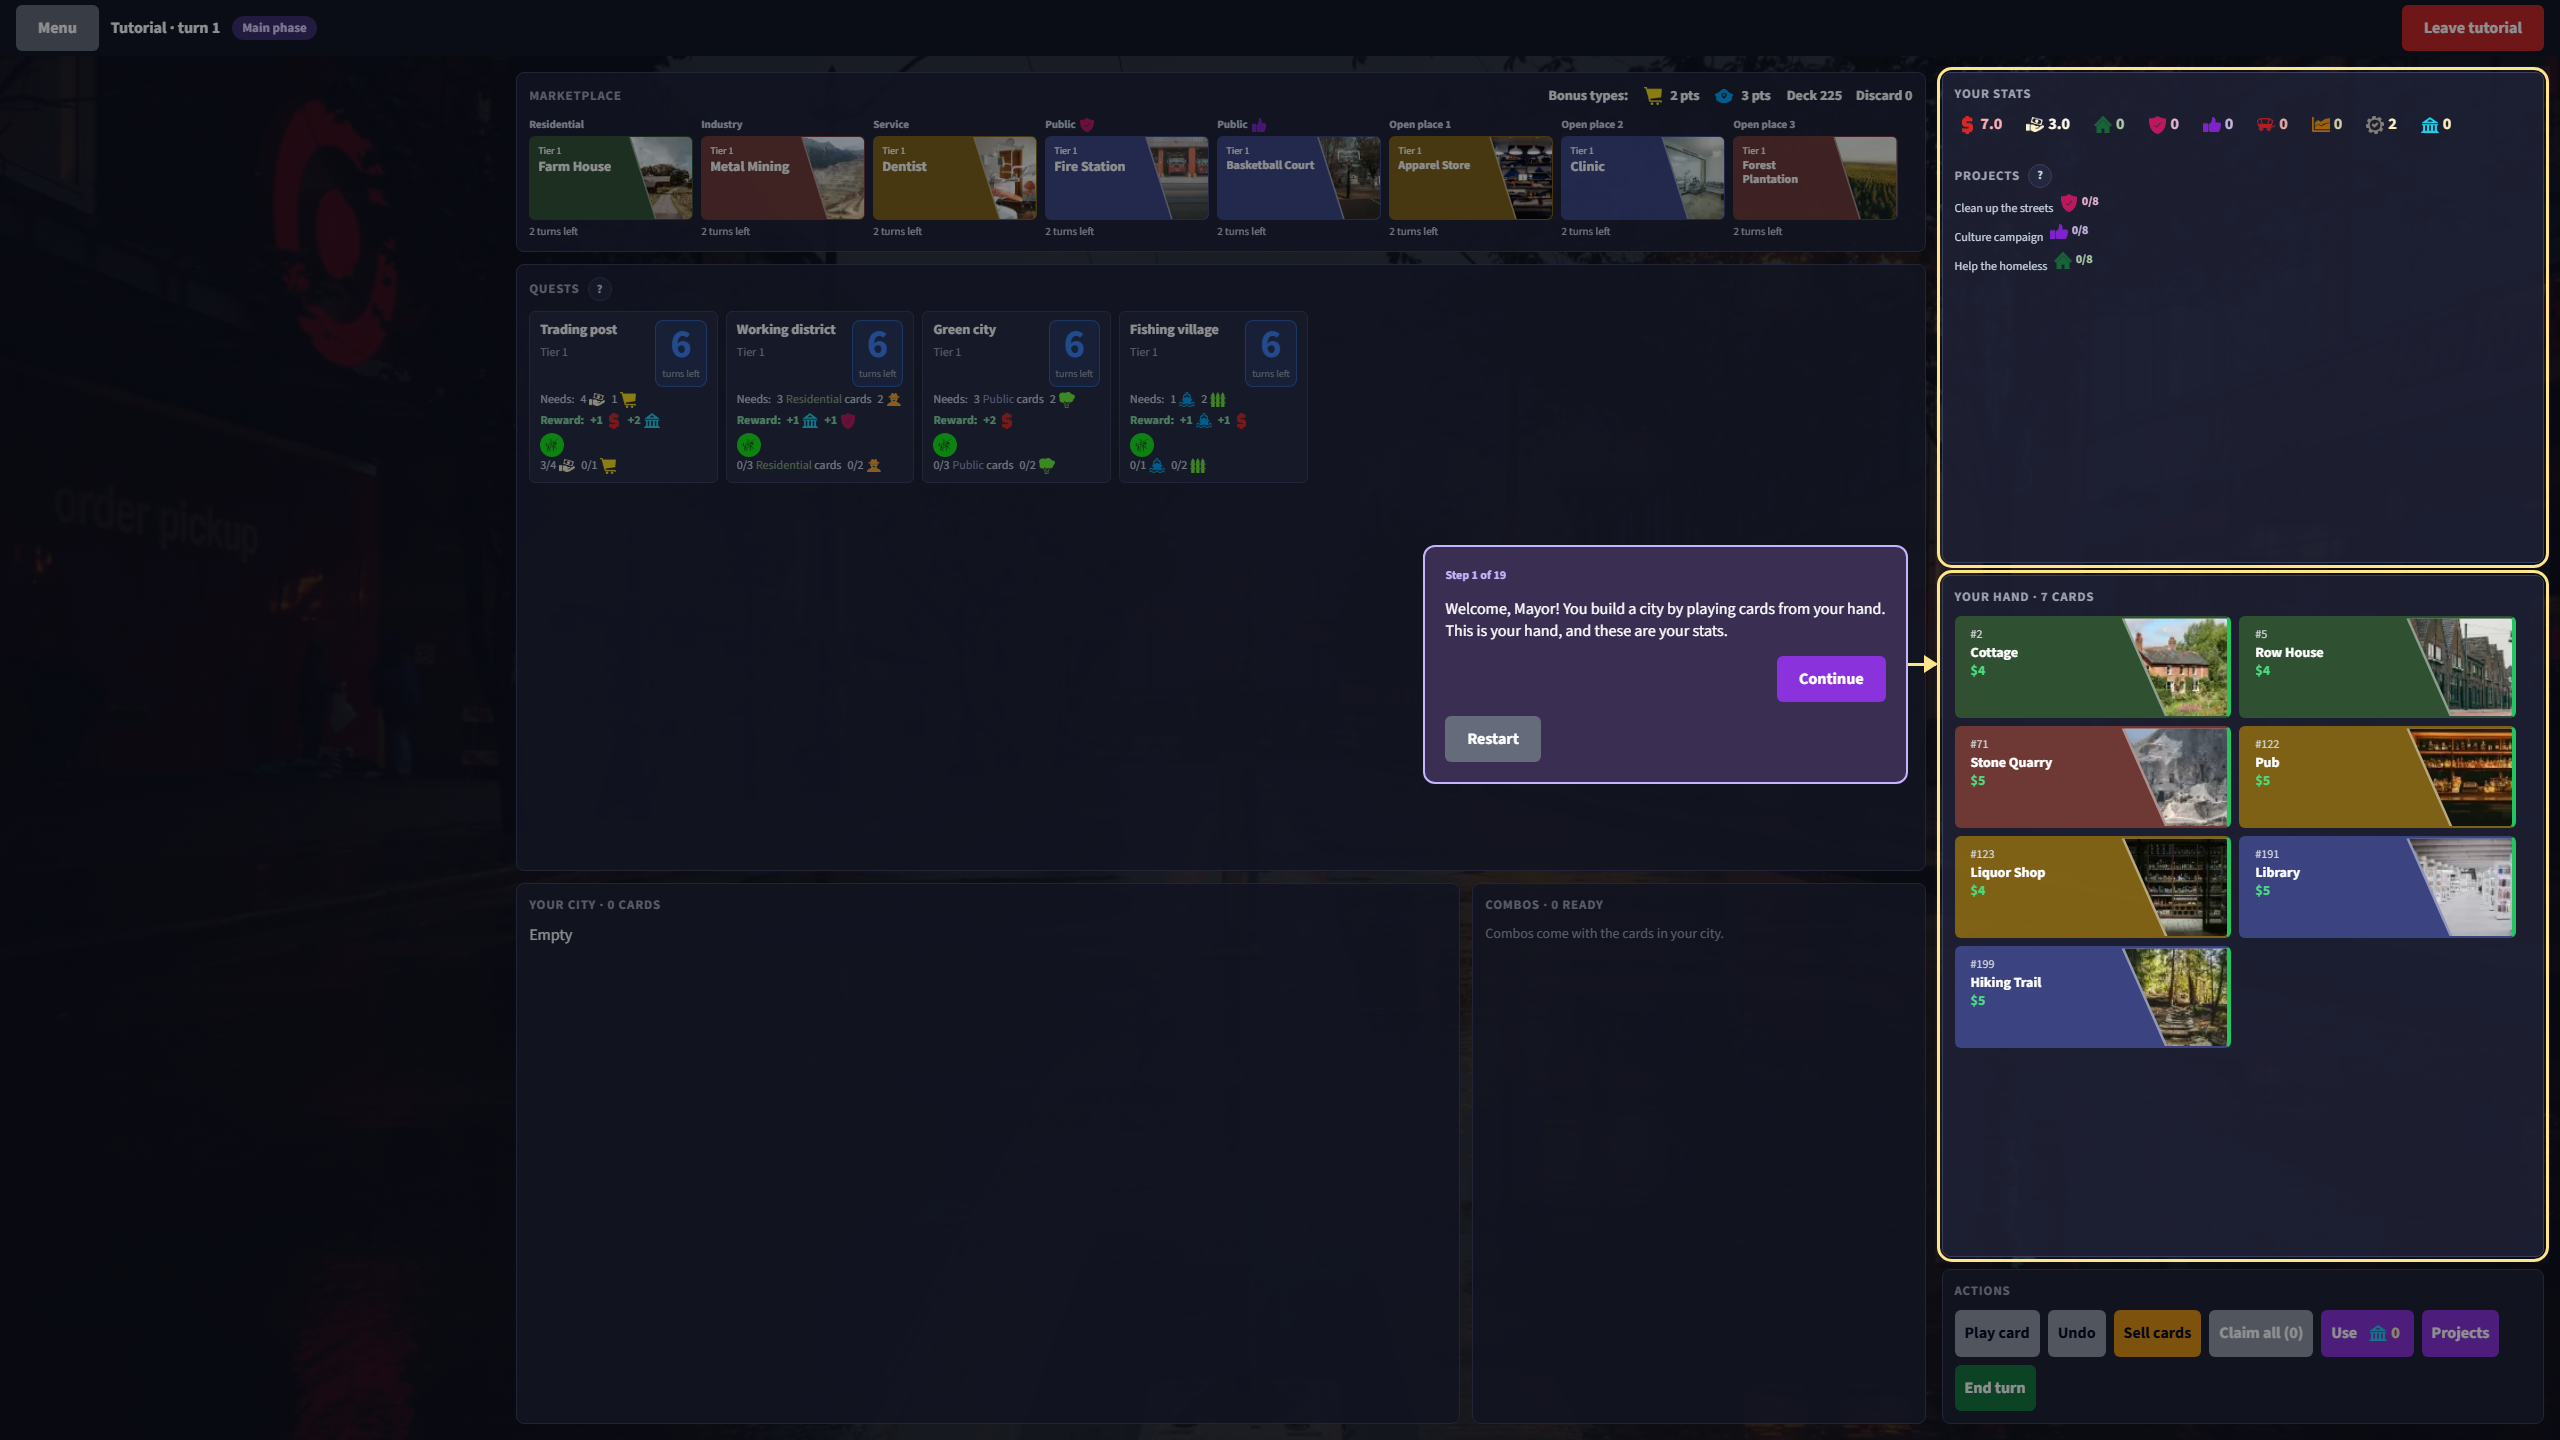 Menu
Tutorial · turn 1
Main phase
Leave tutorial
MARKETPLACE
Bonus types: 2 pts 3 pts Deck 225 Discard 0
Residential
Tier 1
Farm House
2 turns left
Industry
Tier 1
Metal Mining
2 turns left
Service
Tier 1
Dentist
2 turns left
Public
Tier 1
Fire Station
2 turns left
Public
Tier 1
Basketball Court
2 turns left
Open place 1
Tier 1
Apparel Store
2 turns left
Open place 2
Tier 1
Clinic
2 turns left
Open place 3
Tier 1
Forest
Plantation
2 turns left
QUESTS ?
Trading post
Tier 1
6
turns left
Needs: 4 1
Reward: +1 +2
3/4 0/1
Working district
Tier 1
6
turns left
Needs: 3 Residential cards 2
Reward: +1 +1
0/3 Residential cards 0/2
Green city
Tier 1
6
turns left
Needs: 3 Public cards 2
Reward: +2
0/3 Public cards 0/2
Fishing village
Tier 1
6
turns left
Needs: 1 2
Reward: +1 +1
0/1 0/2
order pickup
Step 1 of 19
Welcome, Mayor! You build a city by playing cards from your hand.
This is your hand, and these are your stats.
Continue
Restart
YOUR CITY · 0 CARDS
Empty
COMBOS · 0 READY
Combos come with the cards in your city.
YOUR STATS
7.0 3.0 0 0 0 0 0 2 0
PROJECTS ?
Clean up the streets 0/8
Culture campaign 0/8
Help the homeless 0/8
YOUR HAND · 7 CARDS
#2
Cottage
$4
#5
Row House
$4
#71
Stone Quarry
$5
#122
Pub
$5
#123
Liquor Shop
$4
#191
Library
$5
#199
Hiking Trail
$5
ACTIONS
Play card
Undo
Sell cards
Claim all (0)
Use 0
Projects
End turn